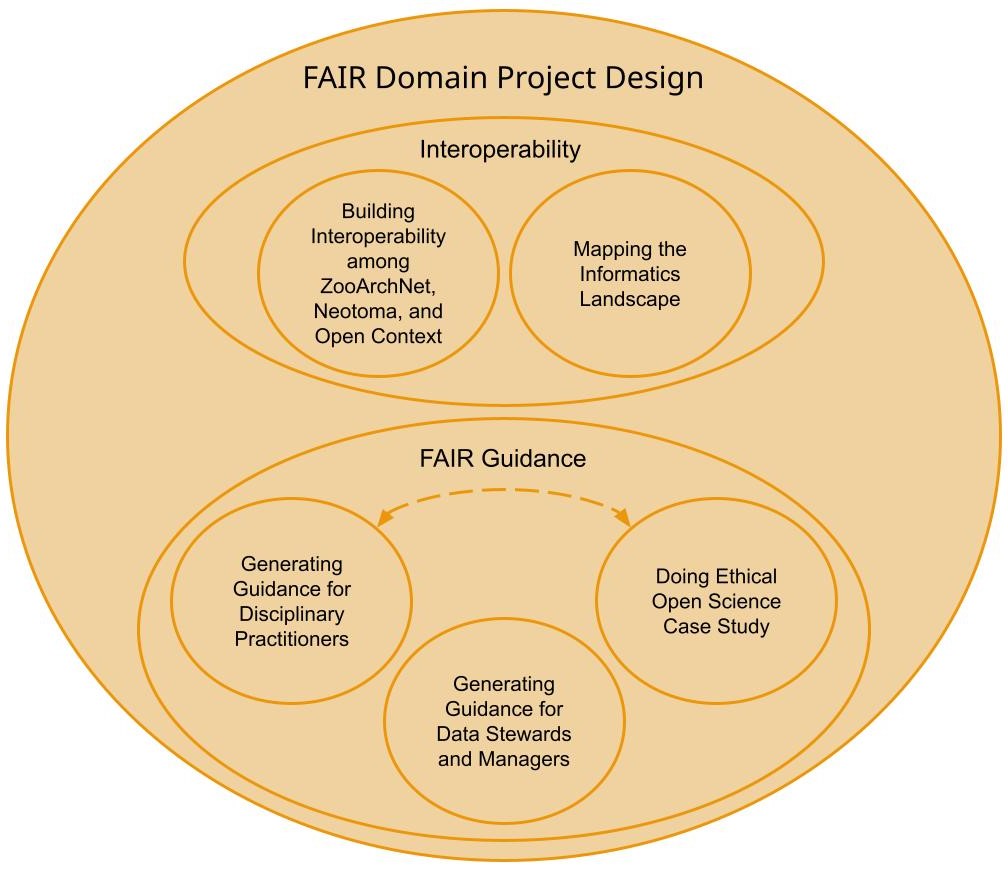 FAIR Domain Project Design
Interoperability
Building
Interoperability
among
ZooArchNet,
Neotoma, and
Open Context
Mapping the
Informatics
Landscape
FAIR Guidance
Generating
Guidance for
Disciplinary
Practitioners
Doing Ethical
Open Science
Case Study
Generating
Guidance for
Data Stewards
and Managers